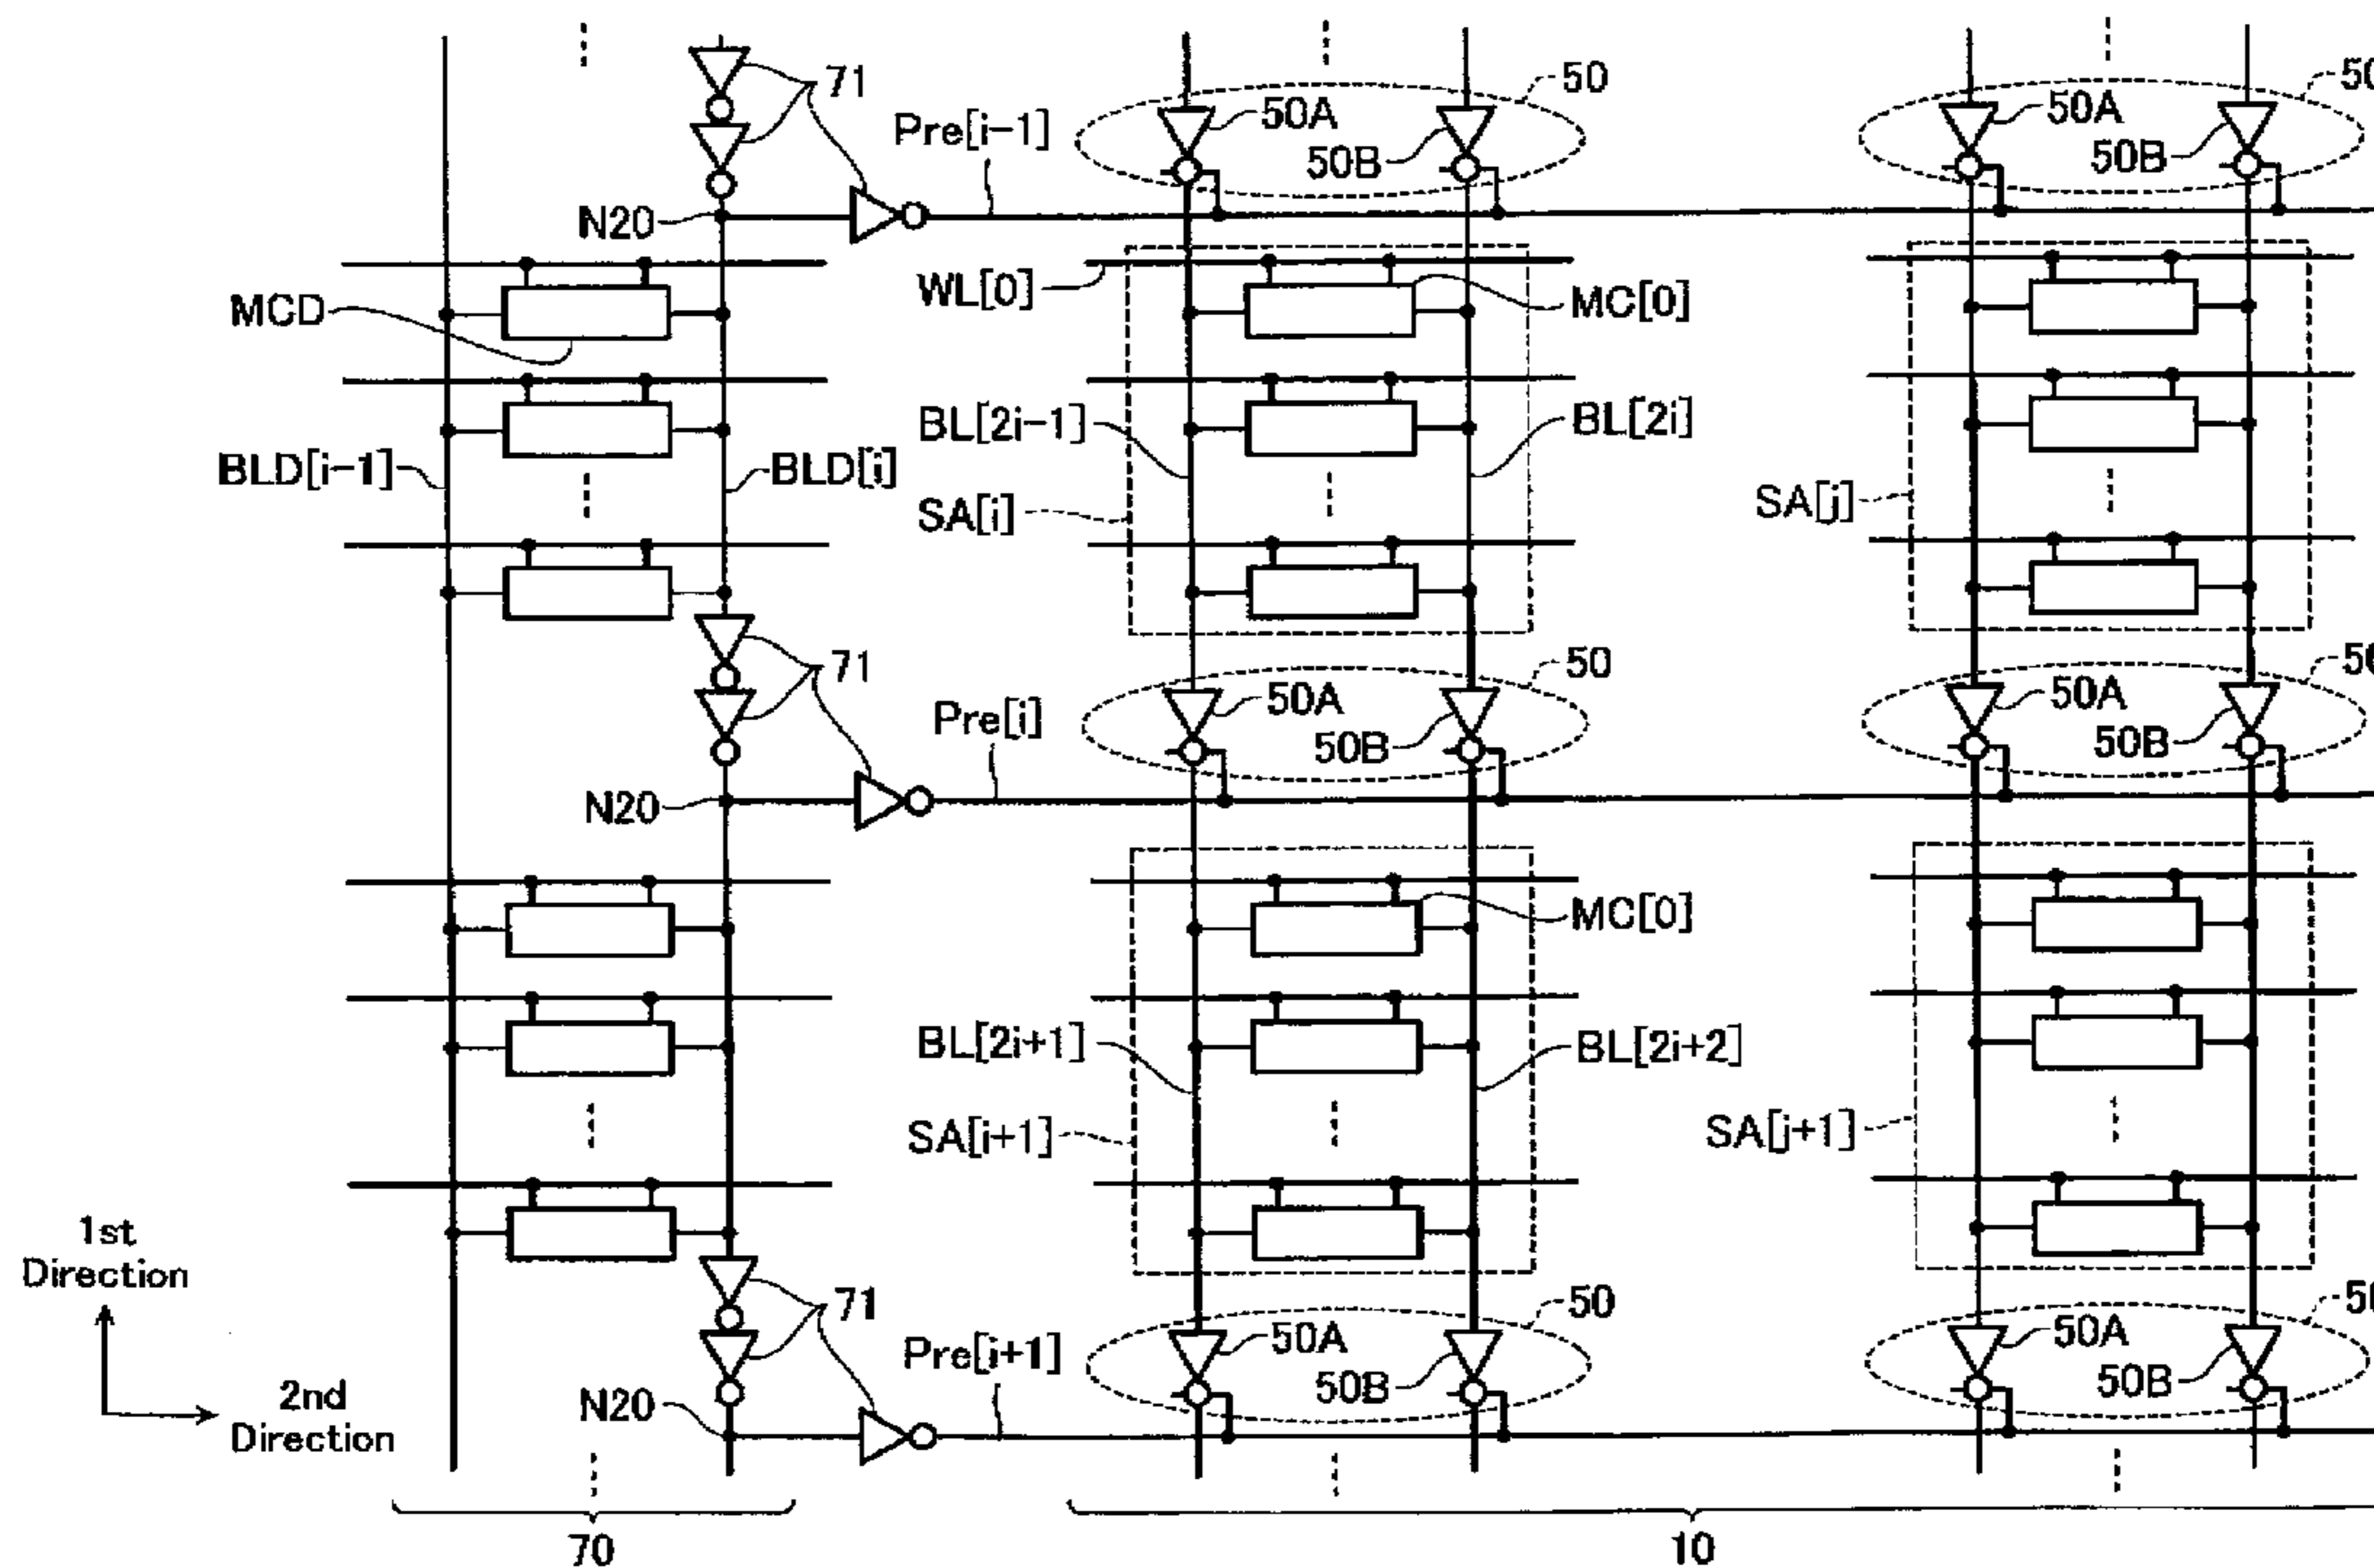 71
50
50
Pre[i-1]
50A
50B
50A
50B
N20
WL[0]
MCD
MC[0]
BL[2i-1]
BL[2i]
BLD[i-1]
BLD[i]
SA[i]
SA[j]
71
50
50
Pre[i]
50A
50B
50A
50B
N20
MC[0]
BL[2i+1]
BL[2i+2]
SA[i+1]
SA[j+1]
1st
Direction
71
50
50
Pre[i+1]
50A
50B
50A
50B
2nd
Direction
N20
70
10